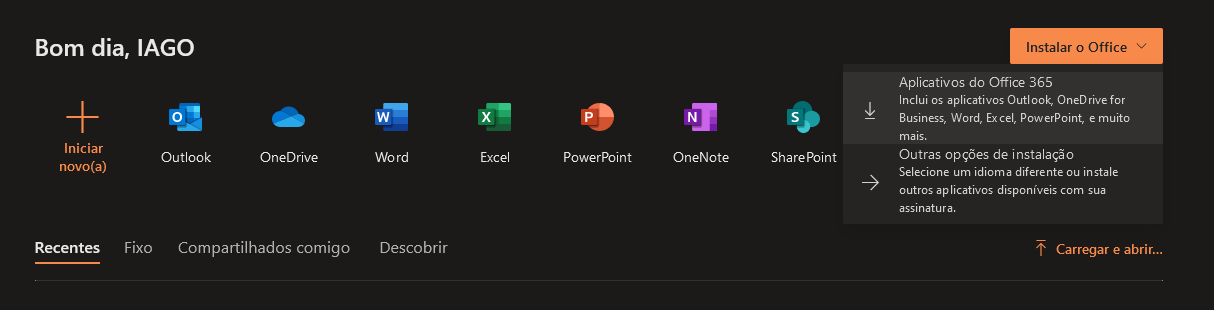 Bom dia, IAGO
Instalar o Office
Aplicativos do Office 365
Inclui os aplicativos Outlook, OneDrive for
Business, Word, Excel, PowerPoint, e muito
mais.
Outras opções de instalação
Selecione um idioma diferente ou instale
outros aplicativos disponíveis com sua
assinatura.
Iniciar
novo(a)
O
Outlook
OneDrive
W
Word
X
Excel
P
PowerPoint
N
OneNote
S
SharePoint
Recentes
Fixo
Compartilhados comigo
Descobrir
Carregar e abrir...